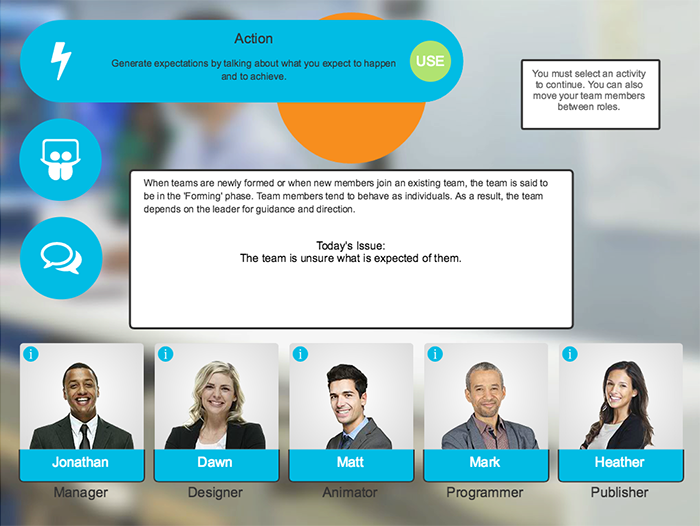 Action
Generate expectations by talking about what you expect to happen
and to achieve.
USE
You must select an activity
to continue. You can also
move your team members
between roles.
When teams are newly formed or when new members join an existing team, the team is said to
be in the 'Forming' phase. Team members tend to behave as individuals. As a result, the team
depends on the leader for guidance and direction.
Today's Issue:
The team is unsure what is expected of them.
i i i i i
Jonathan Dawn Matt Mark Heather
Manager Designer Animator Programmer Publisher